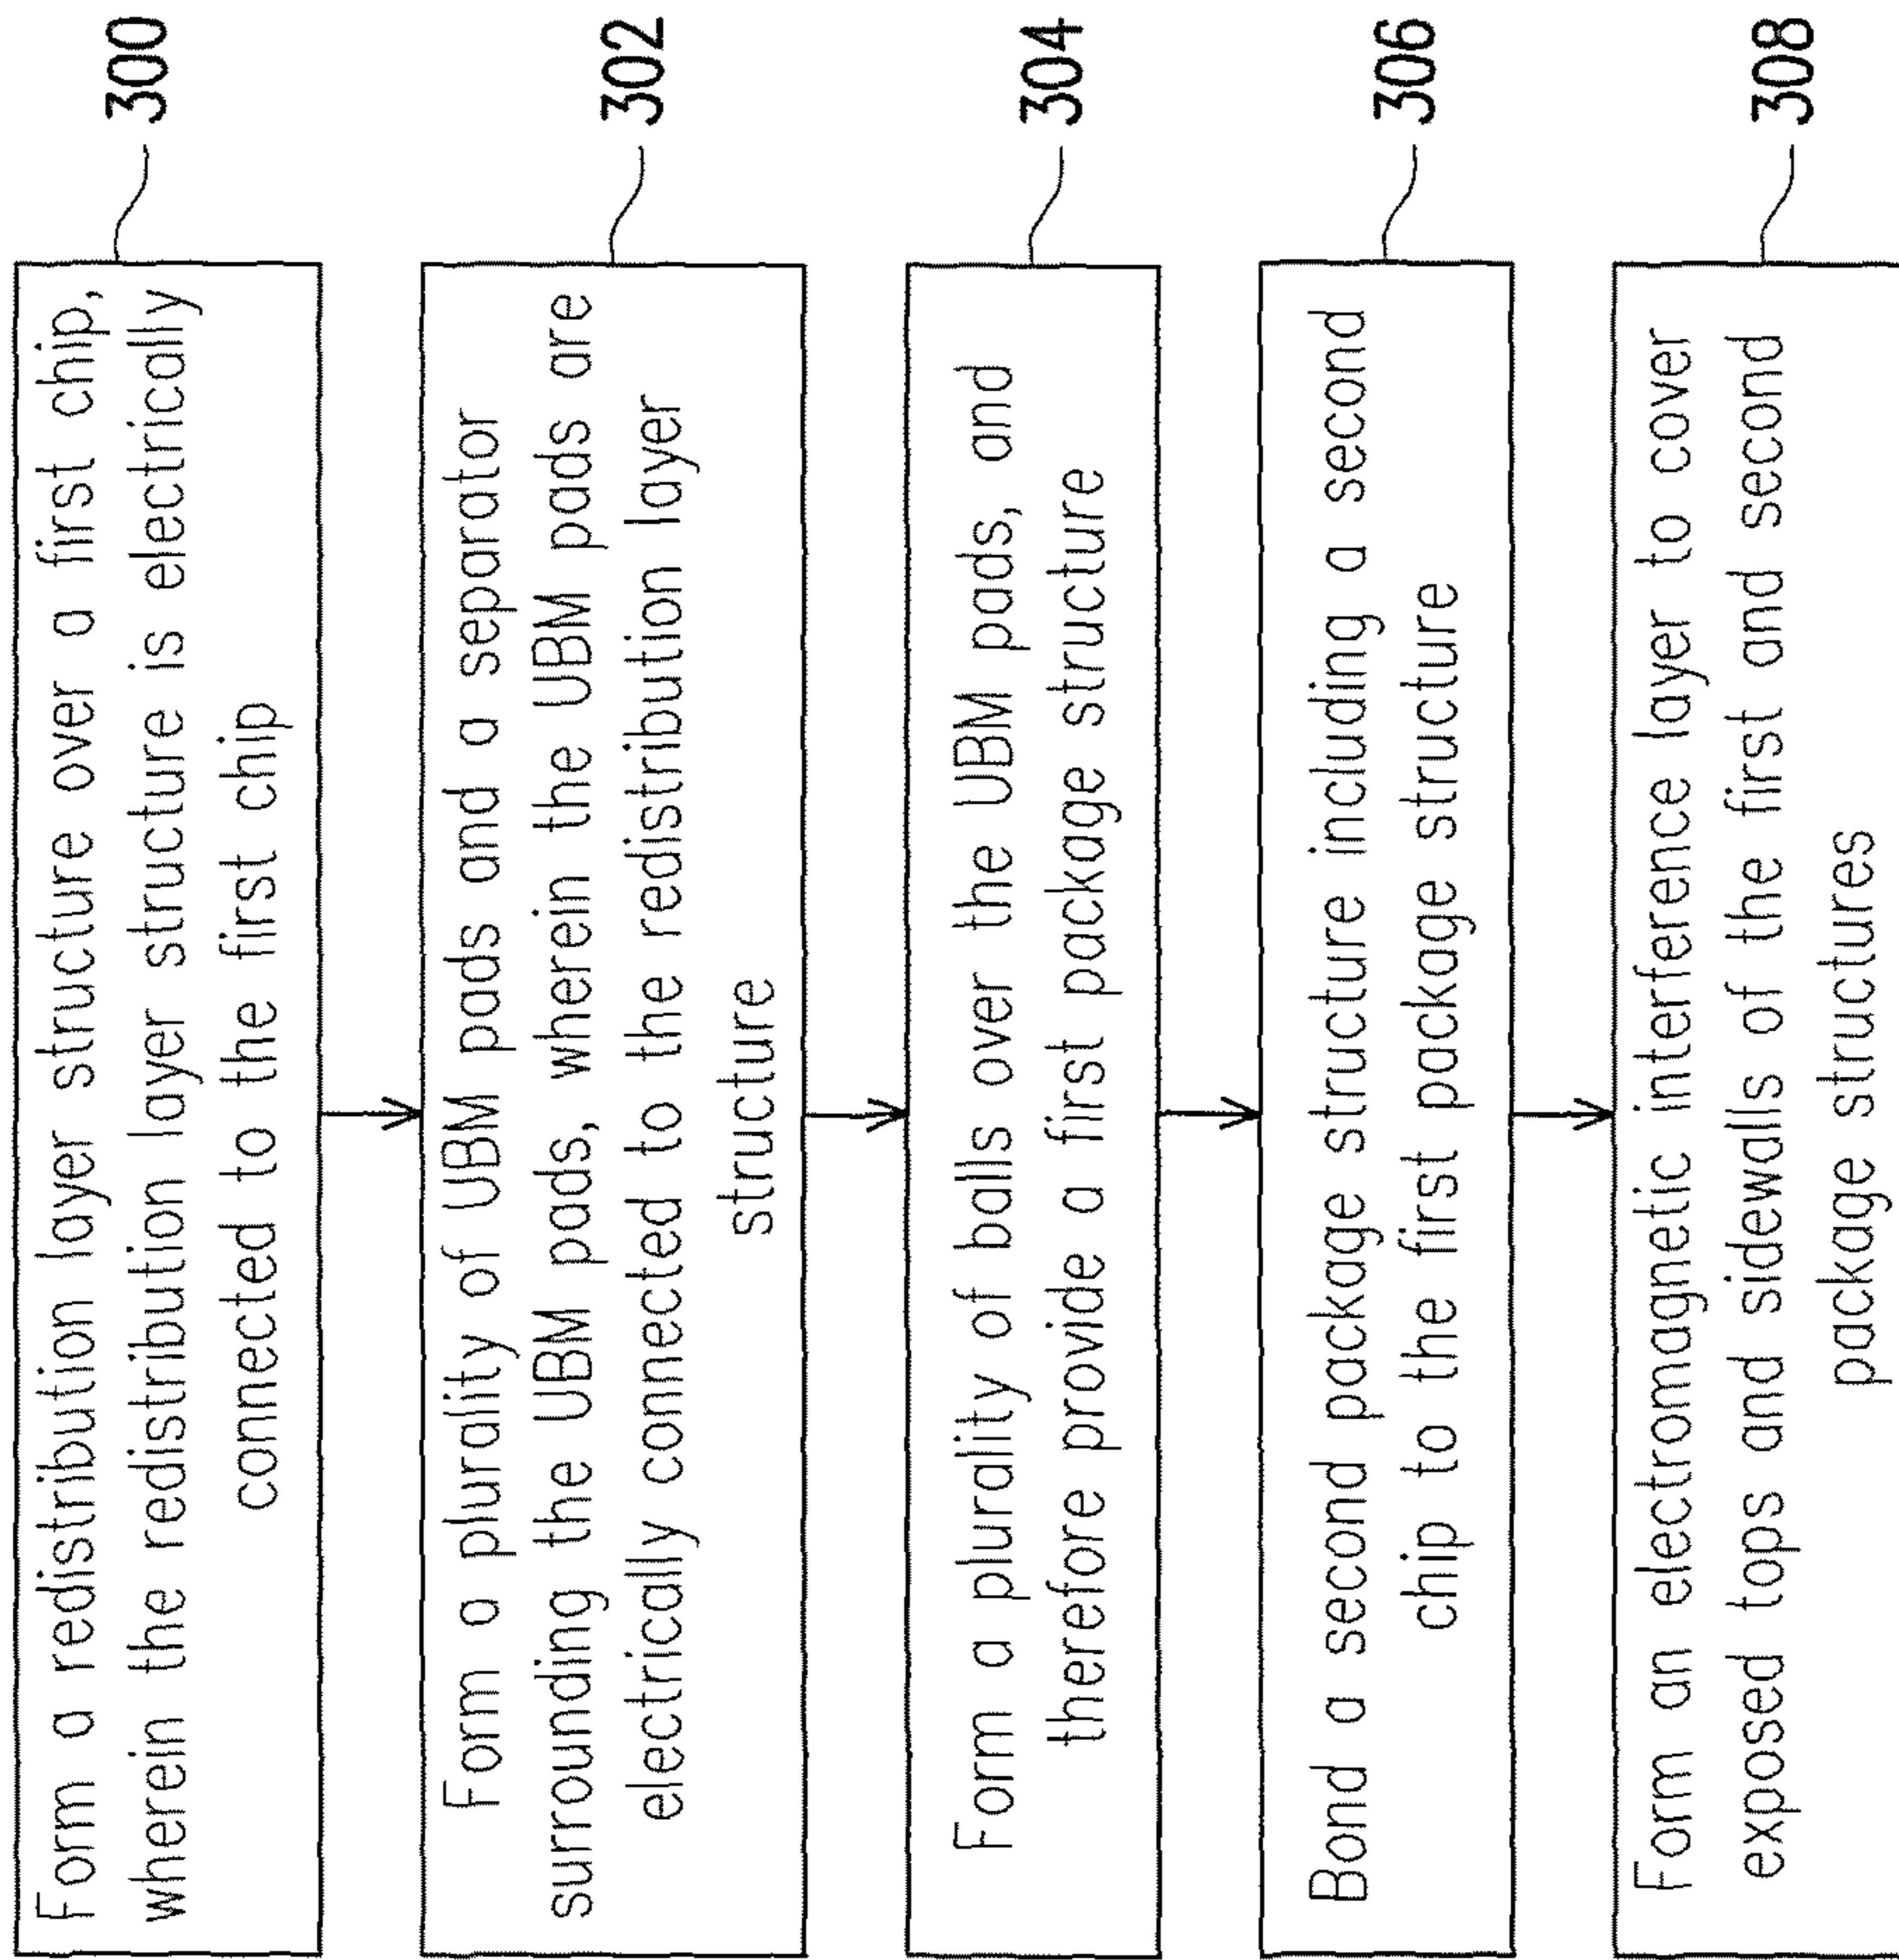 Form a redistribution layer structure over a first chip,
wherein the redistribution layer structure is electrically
connected to the first chip
300
Form a plurality of UBM pads and a separator
surrounding the UBM pads, wherein the UBM pads are
electrically connected to the redistribution layer
structure
302
Form a plurality of balls over the UBM pads, and
therefore provide a first package structure
304
Bond a second package structure including a second
chip to the first package structure
306
Form an electromagnetic interference layer to cover
exposed tops and sidewalls of the first and second
package structures
308